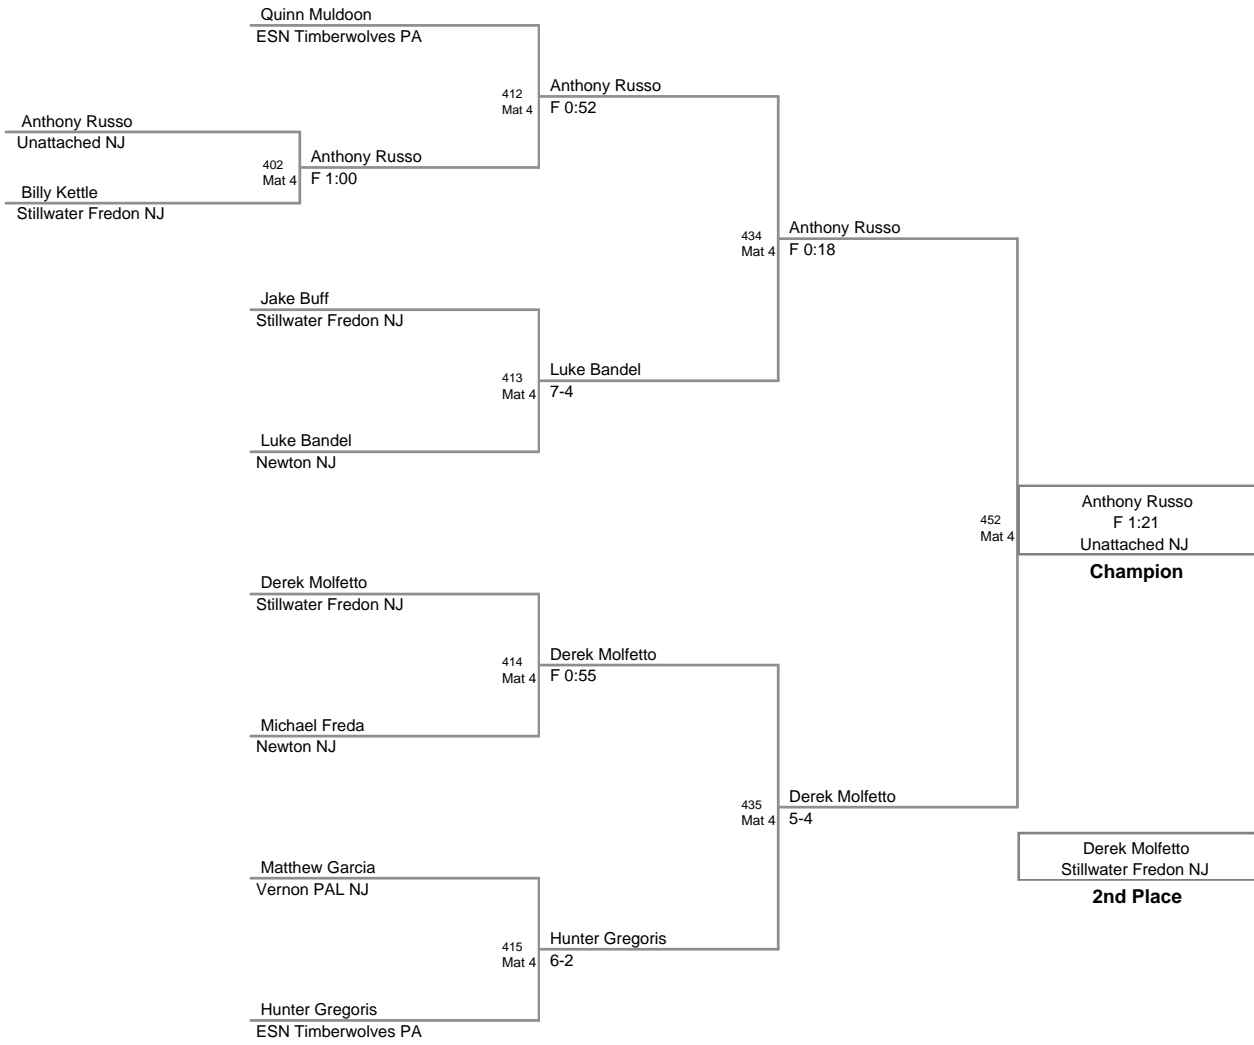 Quinn Muldoon
ESN Timberwolves PA
412
Mat 4
Anthony Russo
F 0:52
Anthony Russo
Unattached NJ
402
Mat 4
Anthony Russo
F 1:00
Billy Kettle
Stillwater Fredon NJ
434
Mat 4
Anthony Russo
F 0:18
Jake Buff
Stillwater Fredon NJ
413
Mat 4
Luke Bandel
7-4
Luke Bandel
Newton NJ
452
Mat 4
Anthony Russo
F 1:21
Unattached NJ
Champion
Derek Molfetto
Stillwater Fredon NJ
414
Mat 4
Derek Molfetto
F 0:55
Michael Freda
Newton NJ
435
Mat 4
Derek Molfetto
5-4
Derek Molfetto
Stillwater Fredon NJ
2nd Place
Matthew Garcia
Vernon PAL NJ
415
Mat 4
Hunter Gregoris
6-2
Hunter Gregoris
ESN Timberwolves PA